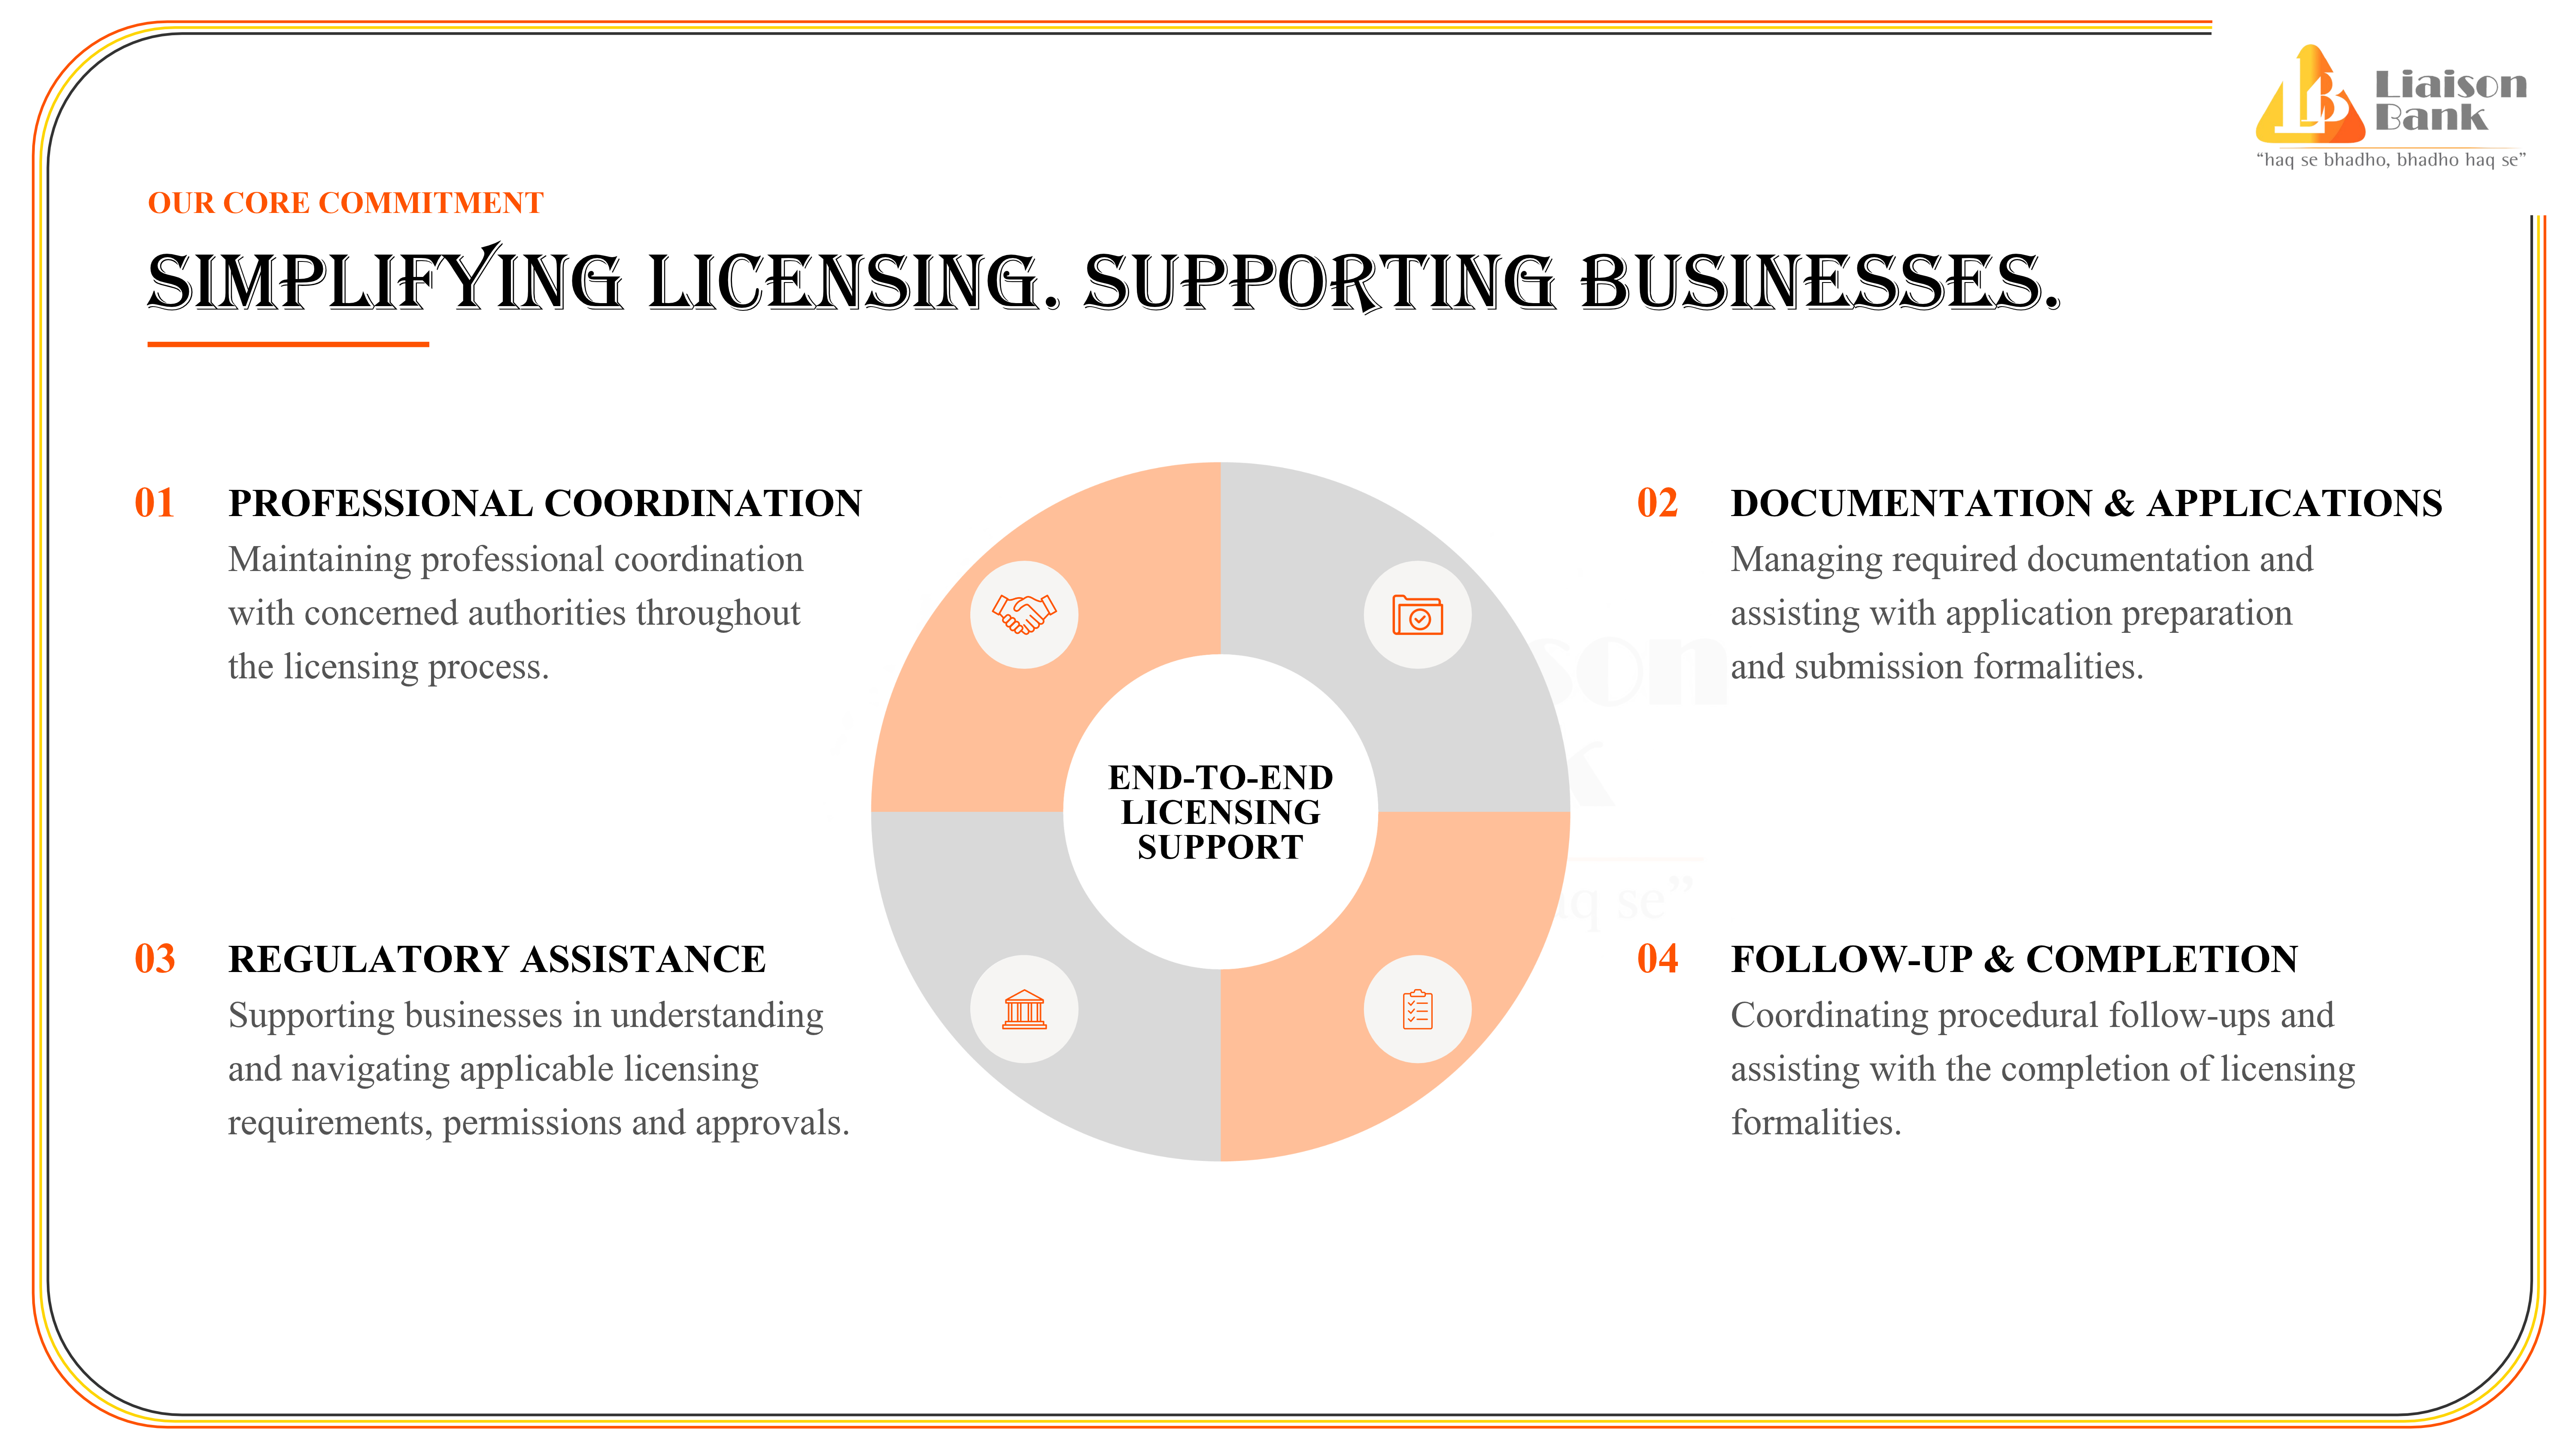 Liaison
Bank
“haq se bhadho, bhadho haq se”
OUR CORE COMMITMENT
SIMPLIFYING LICENSING. SUPPORTING BUSINESSES.
01 PROFESSIONAL COORDINATION
Maintaining professional coordination
with concerned authorities throughout
the licensing process.
02 DOCUMENTATION & APPLICATIONS
Managing required documentation and
assisting with application preparation
and submission formalities.
END-TO-END
LICENSING
SUPPORT
03 REGULATORY ASSISTANCE
Supporting businesses in understanding
and navigating applicable licensing
requirements, permissions and approvals.
04 FOLLOW-UP & COMPLETION
Coordinating procedural follow-ups and
assisting with the completion of licensing
formalities.